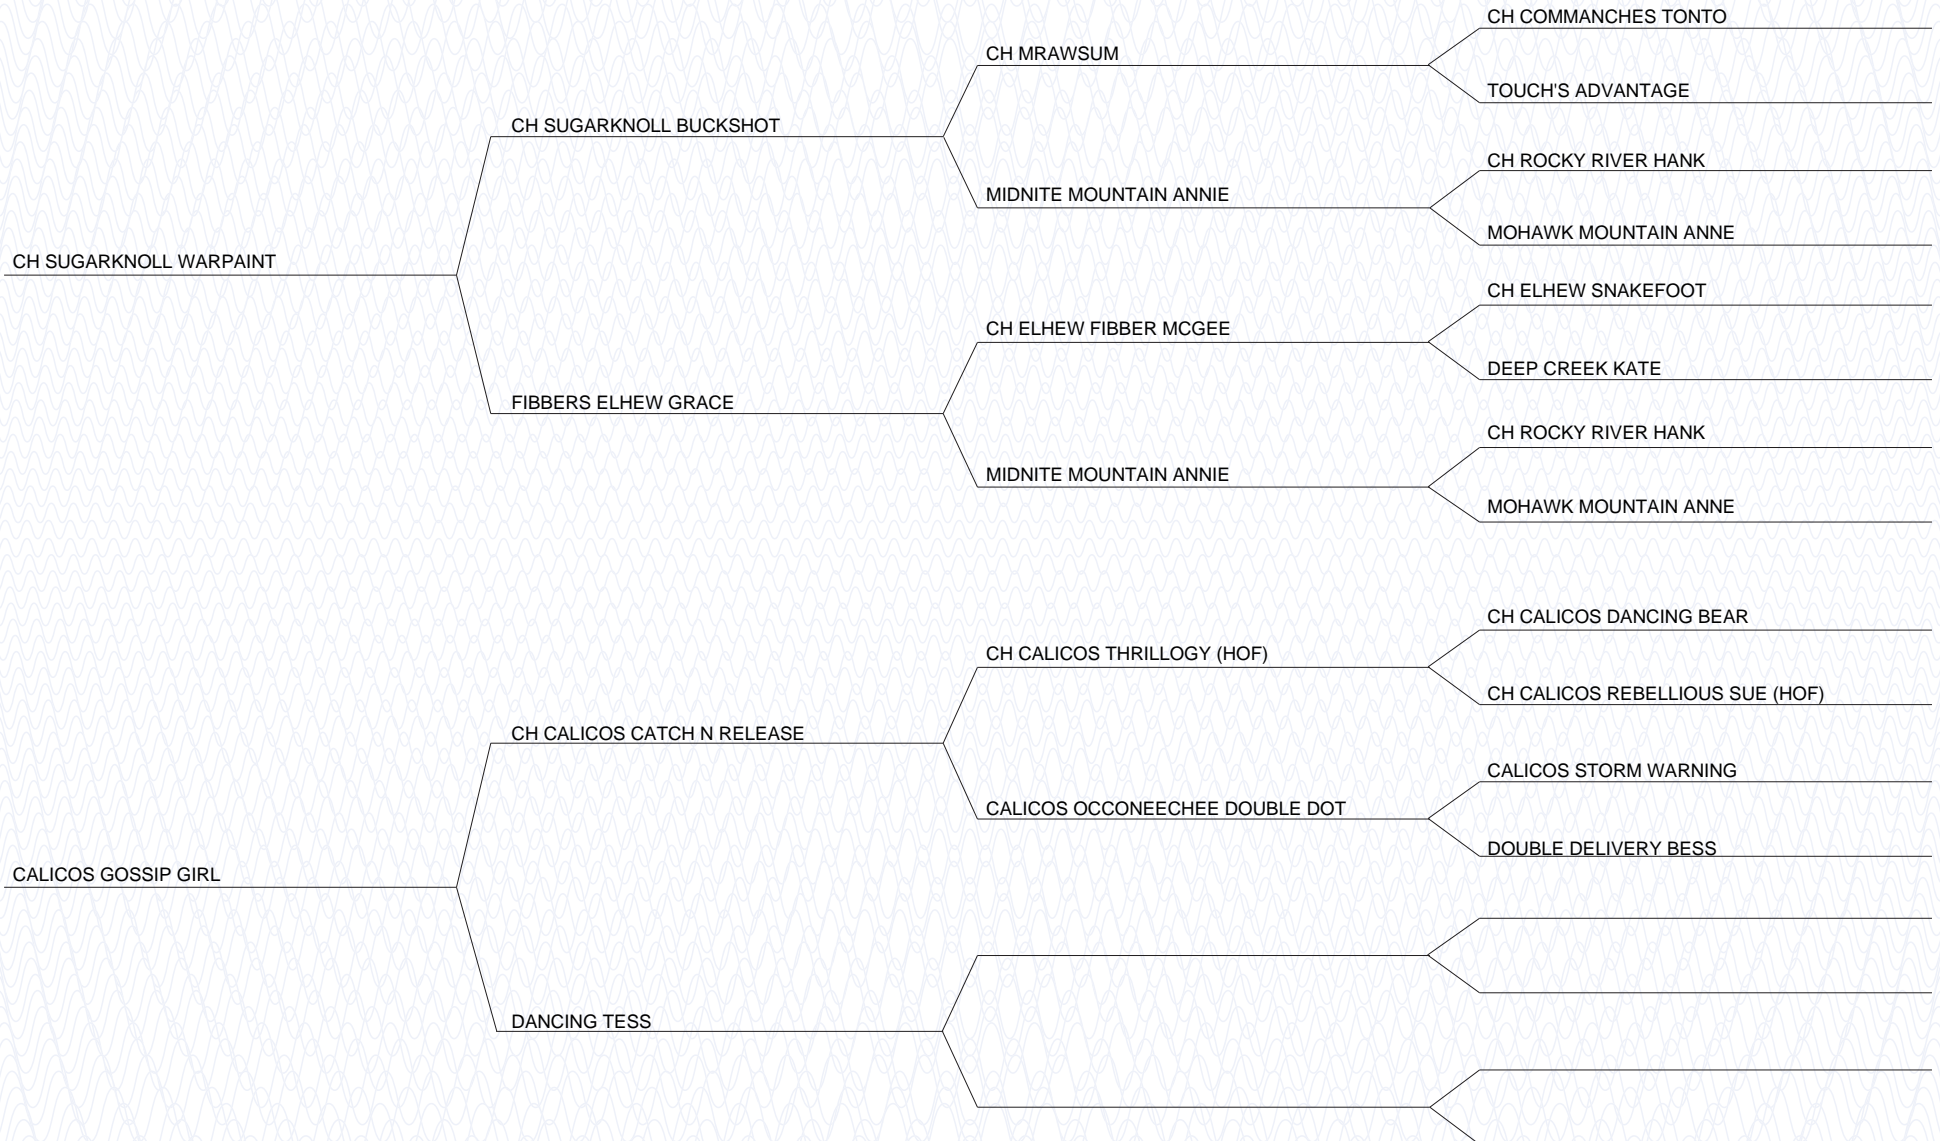 CH COMMANCHES TONTO
CH MRAWSUM
TOUCH'S ADVANTAGE
CH SUGARKNOLL BUCKSHOT
CH ROCKY RIVER HANK
MIDNITE MOUNTAIN ANNIE
MOHAWK MOUNTAIN ANNE
CH SUGARKNOLL WARPAINT
CH ELHEW SNAKEFOOT
CH ELHEW FIBBER MCGEE
DEEP CREEK KATE
FIBBERS ELHEW GRACE
CH ROCKY RIVER HANK
MIDNITE MOUNTAIN ANNIE
MOHAWK MOUNTAIN ANNE
CH CALICOS DANCING BEAR
CH CALICOS THRILLOGY (HOF)
CH CALICOS REBELLIOUS SUE (HOF)
CH CALICOS CATCH N RELEASE
CALICOS STORM WARNING
CALICOS OCCONEECHEE DOUBLE DOT
DOUBLE DELIVERY BESS
CALICOS GOSSIP GIRL
DANCING TESS